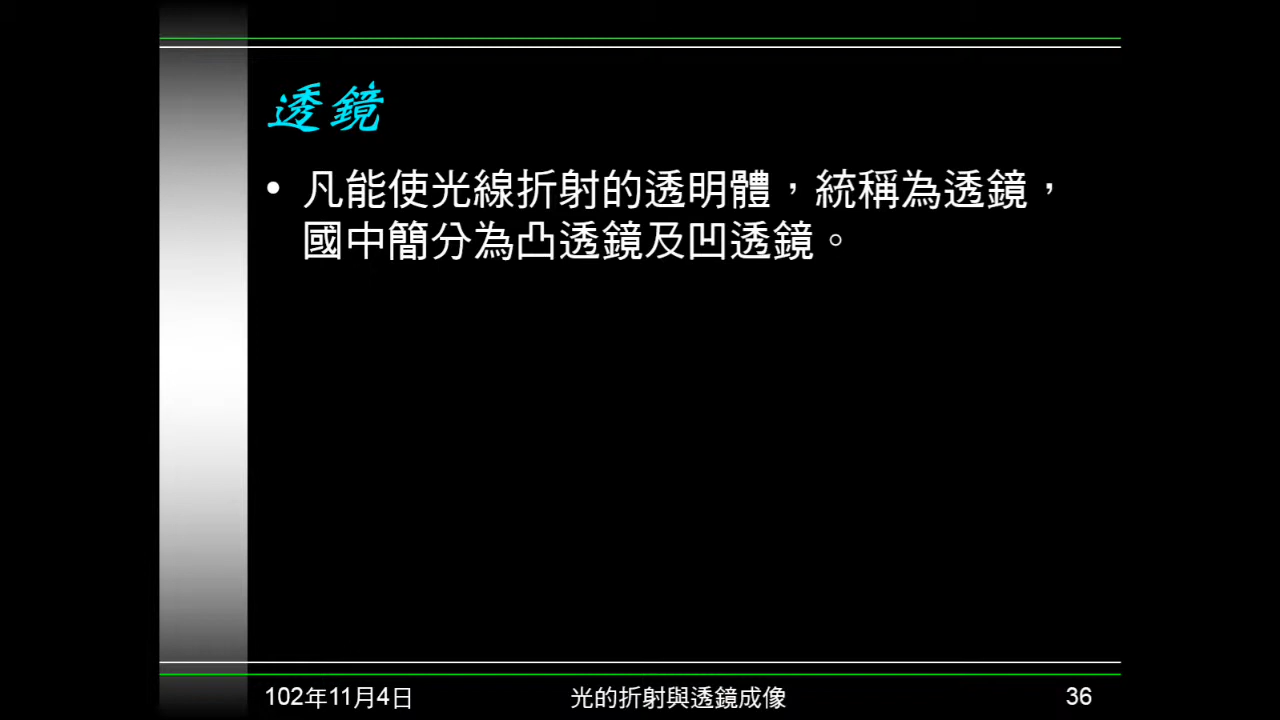 透鏡
• 凡能使光線折射的透明體，統稱為透鏡，
國中簡分為凸透鏡及凹透鏡。
102年11月4日
光的折射與透鏡成像
36